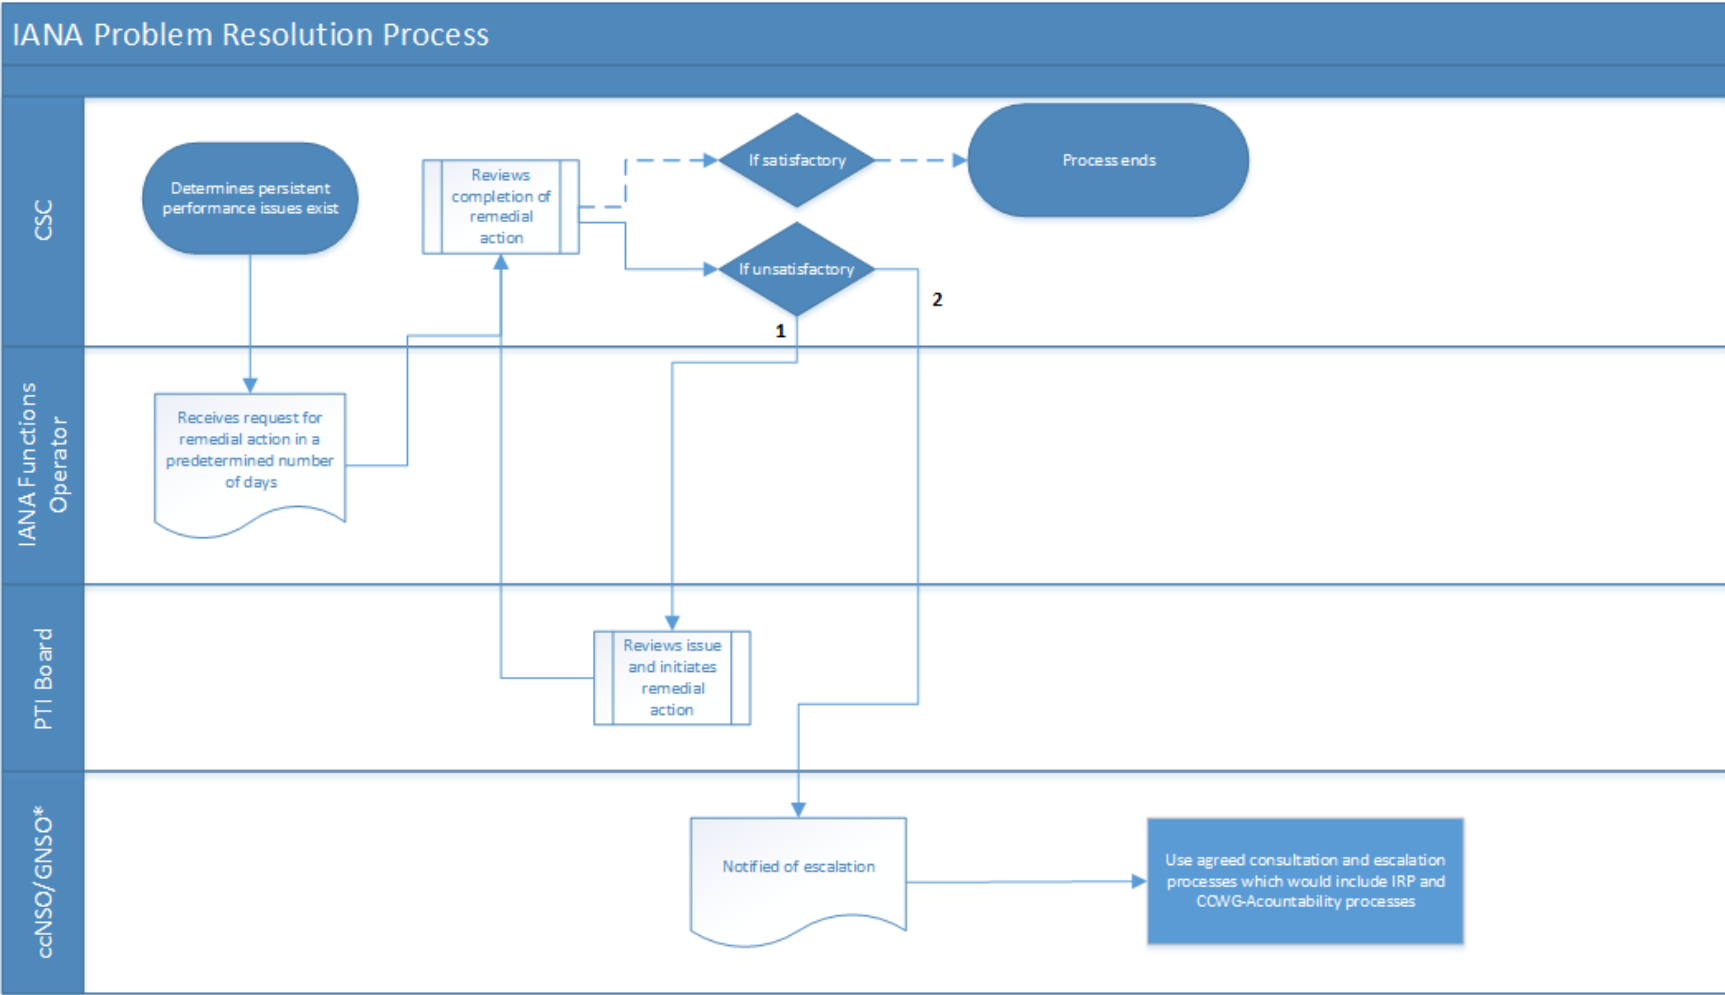 IANA Problem Resolution Process
CSC
Determines persistent
performance issues exist
Reviews
completion of
remedial
action
If satisfactory
Process ends
If unsatisfactory
1
2
IANA Functions
Operator
Receives request for
remedial action in a
predetermined number
of days
PTI Board
Reviews issue
and initiates
remedial
action
ccNSO/GNSO*
Notified of escalation
Use agreed consultation and escalation
processes which would include IRP and
CCWG-Acountability processes